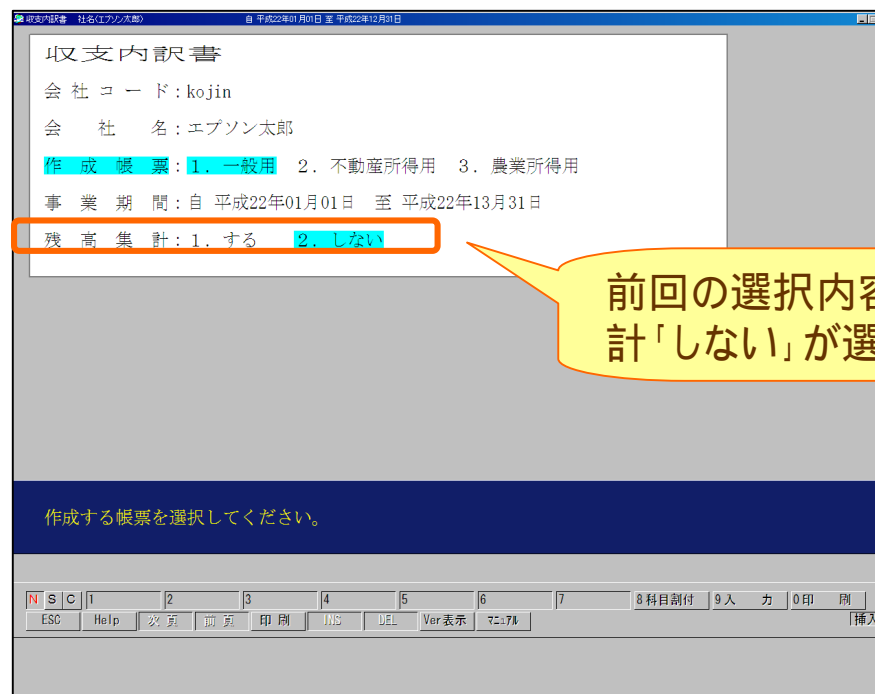 収支内訳書 社名(エプソン太郎) 自 平成22年01月01日 至 平成22年12月31日
収支内訳書
会社コード:kojin
会社名:エプソン太郎
作成帳票:1. 一般用 2. 不動産所得用 3. 農業所得用
事業期間:自 平成22年01月01日 至 平成22年13月31日
残高集計:1. する 2. しない
前回の選択内容
計「しない」が選
作成する帳票を選択してください。
N S C 1 2 3 4 5 6 7 8科目割付 9入力 0印刷
ESC Help 次頁 前頁 印刷 INS DEL Ver表示 マニュアル 挿入